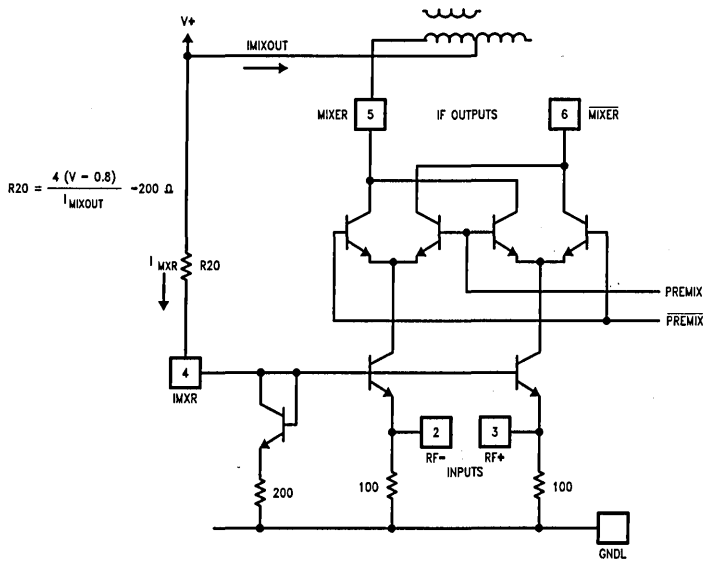 V+
IMIXOUT
MIXER
5
IF OUTPUTS
6
MIXER
R20 = 4 (V − 0.8) / IMIXOUT −200 Ω
IMXR
R20
PREMIX
PREMIX
4
IMXR
2
3
RF−
RF+
INPUTS
200
100
100
GNDL